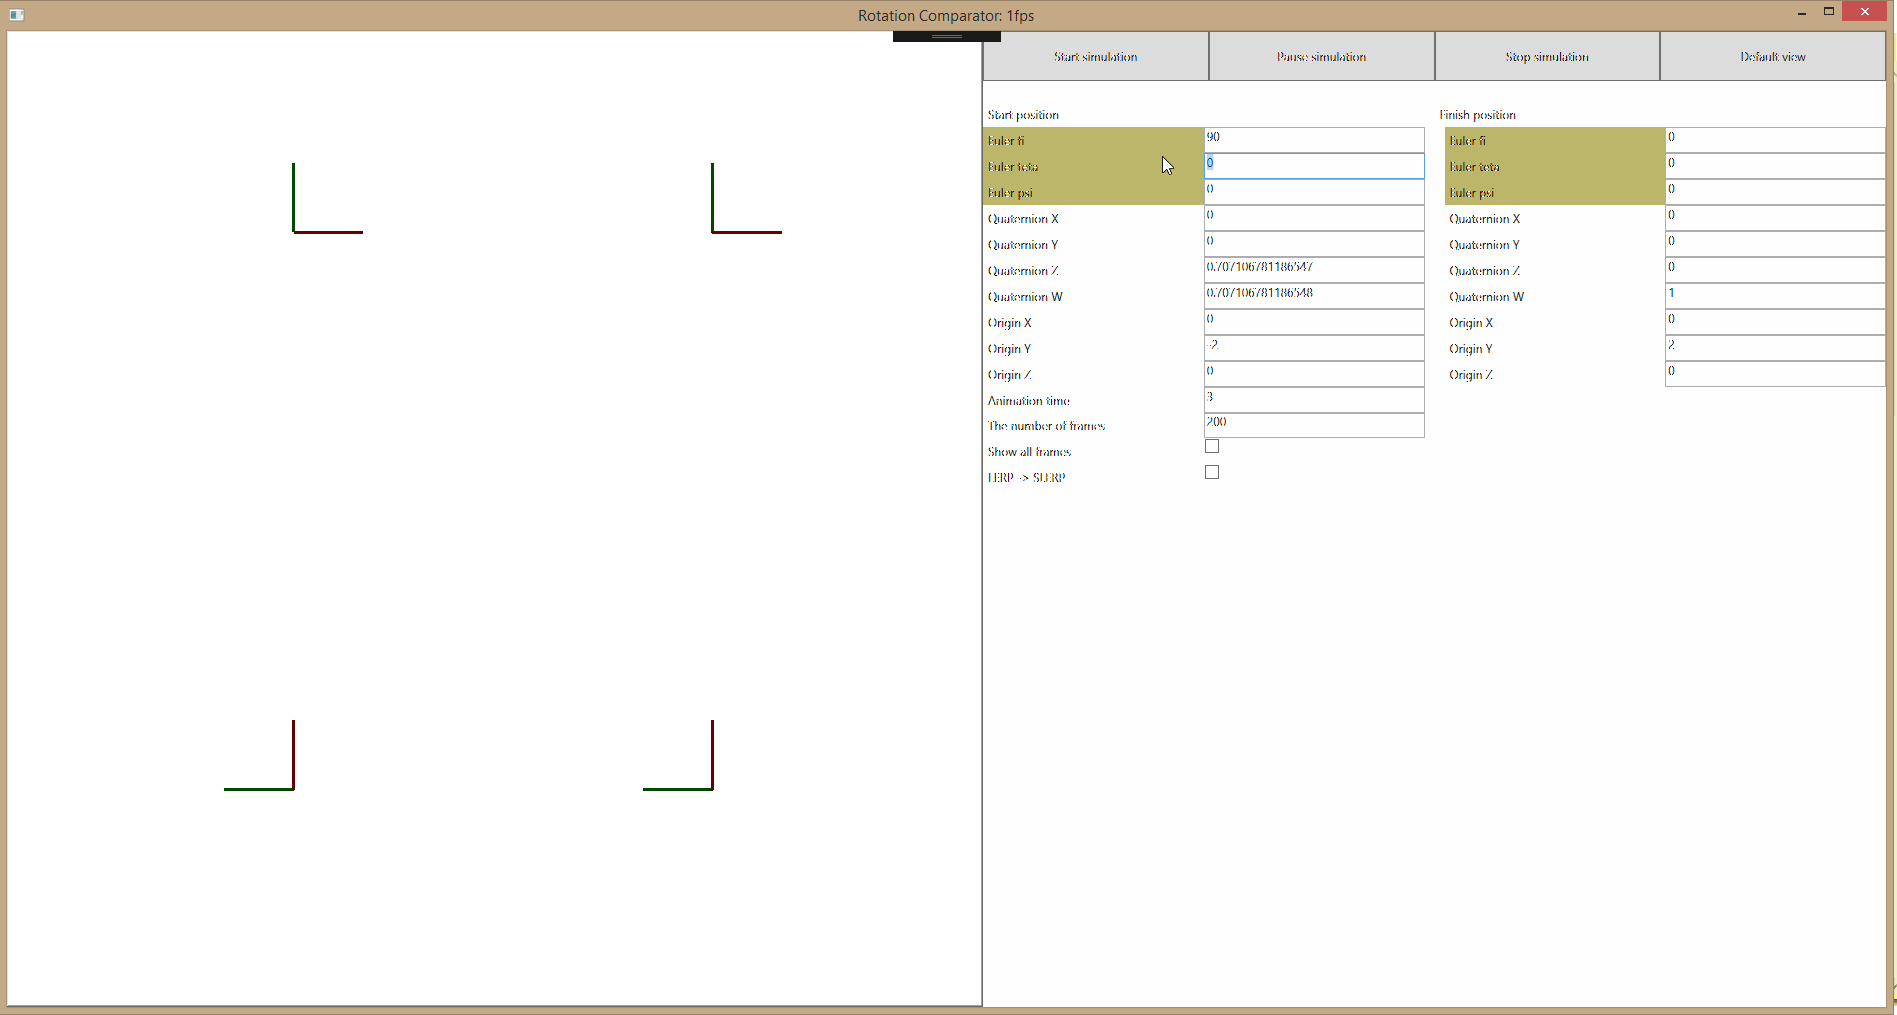 Rotation Comparator: 1fps
Start simulation Pause simulation Stop simulation Default view
Start position Finish position
Euler fi 90 Euler fi 0
Euler teta 0 Euler teta 0
Euler psi 0 Euler psi 0
Quaternion X 0 Quaternion X 0
Quaternion Y 0 Quaternion Y 0
Quaternion Z 0.707106781186547 Quaternion Z 0
Quaternion W 0.707106781186548 Quaternion W 1
Origin X 0 Origin X 0
Origin Y -2 Origin Y 2
Origin Z 0 Origin Z 0
Animation time 3
The number of frames 200
Show all frames
LERP -> SLERP